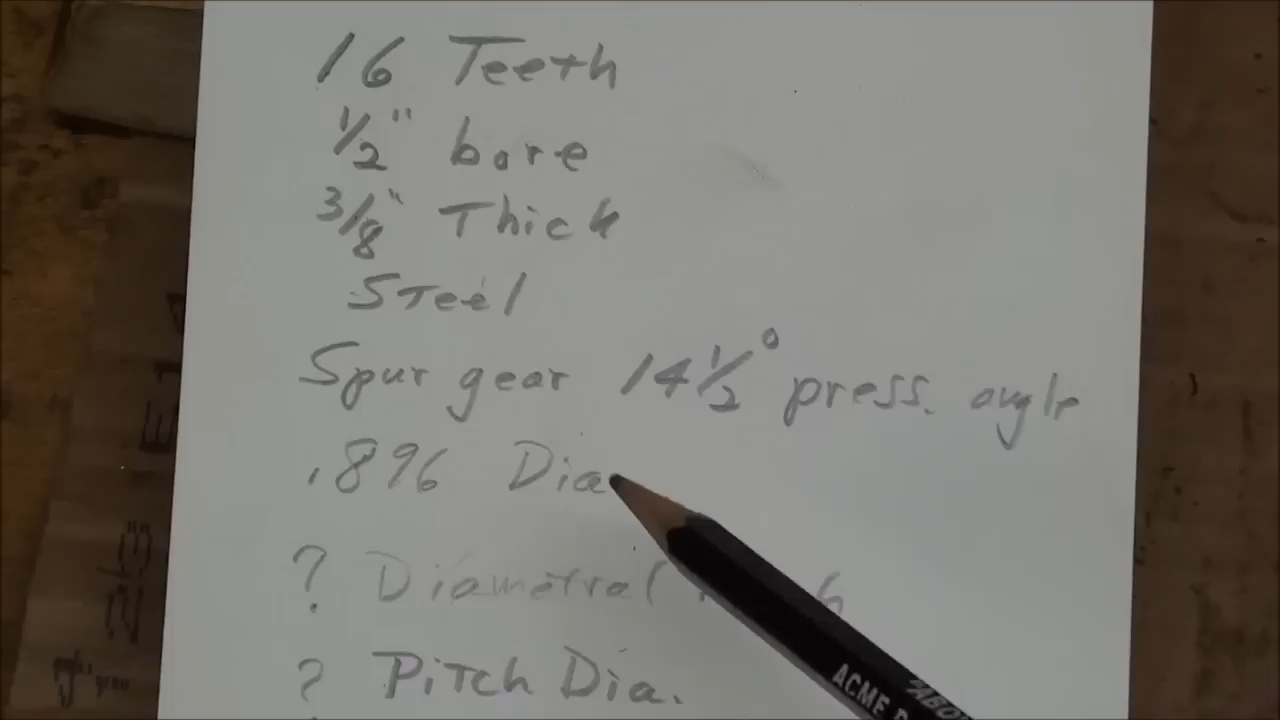 16 Teeth
1/2" bore
3/8" Thick
Steel
Spur gear 14 1/2° press. angle
.896 Dia
? Diametral
? Pitch Dia.
ACME